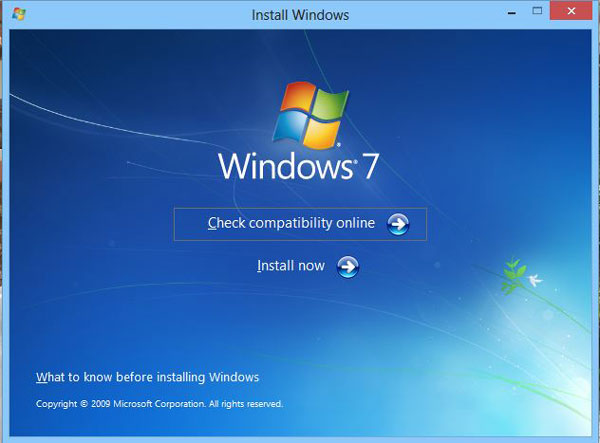 Install Windows
Windows® 7
Check compatibility online
Install now
What to know before installing Windows
Copyright © 2009 Microsoft Corporation. All rights reserved.